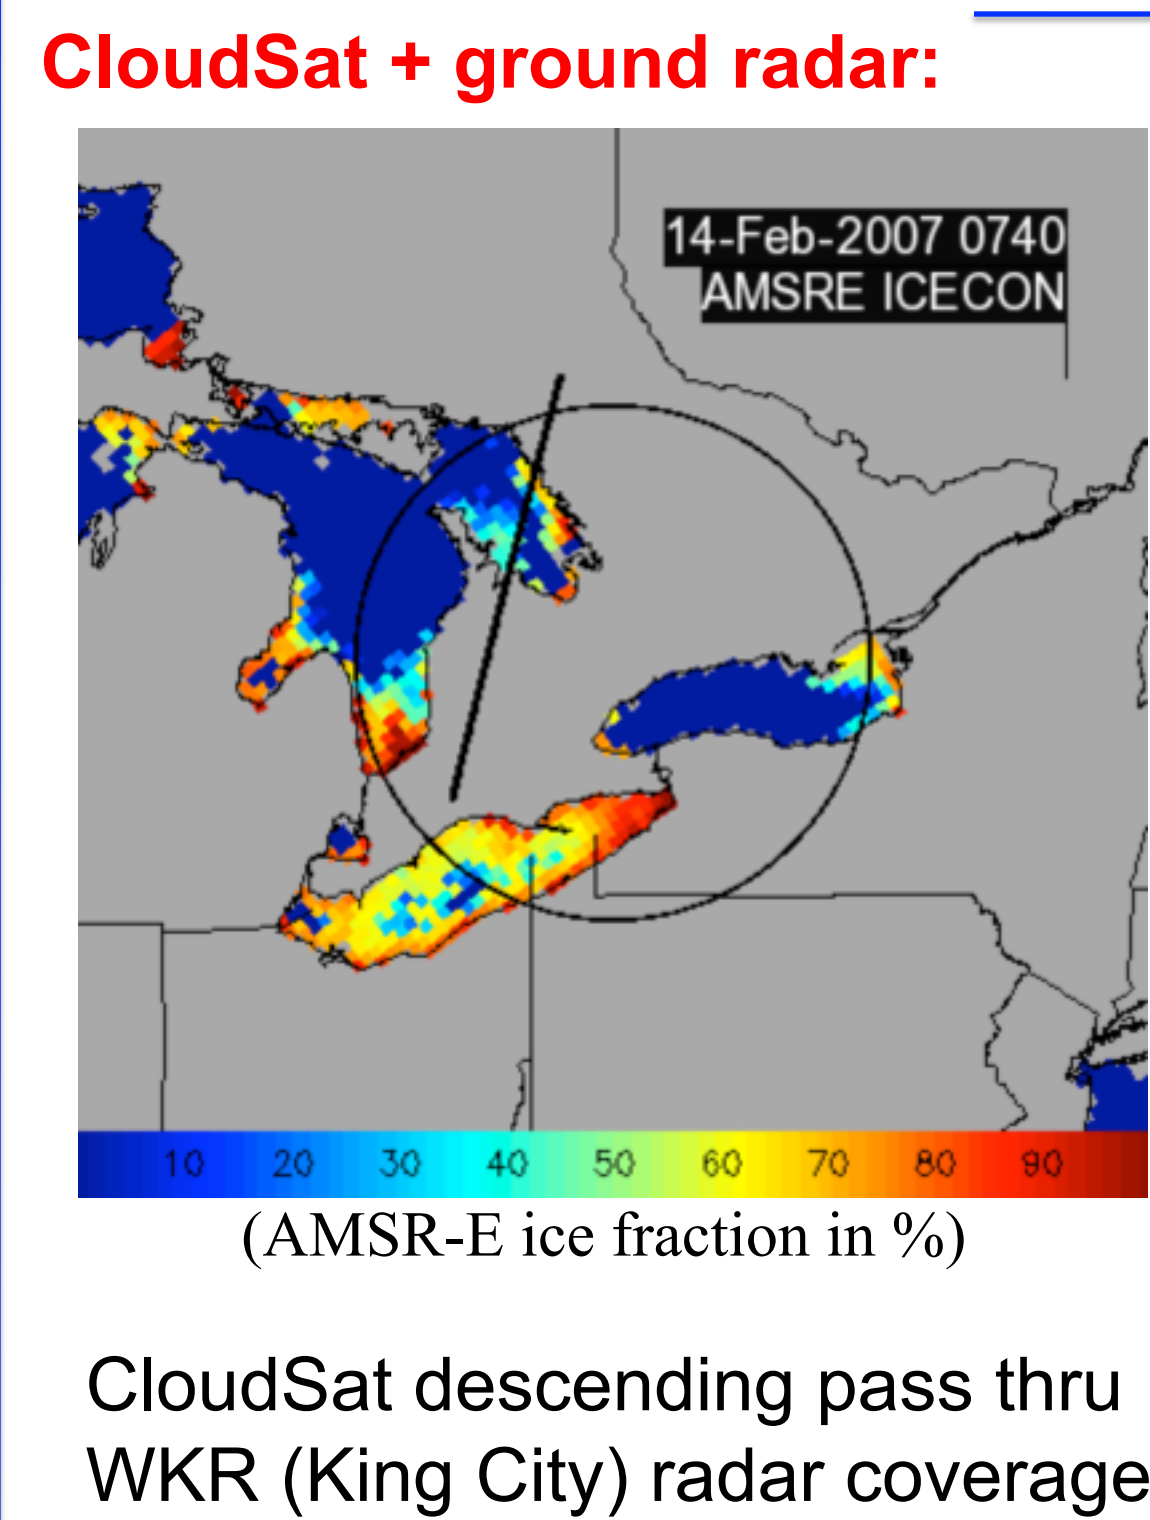 CloudSat + ground radar:
14-Feb-2007 0740
AMSRE ICECON
10 20 30 40 50 60 70 80 90
(AMSR-E ice fraction in %)
CloudSat descending pass thru
WKR (King City) radar coverage